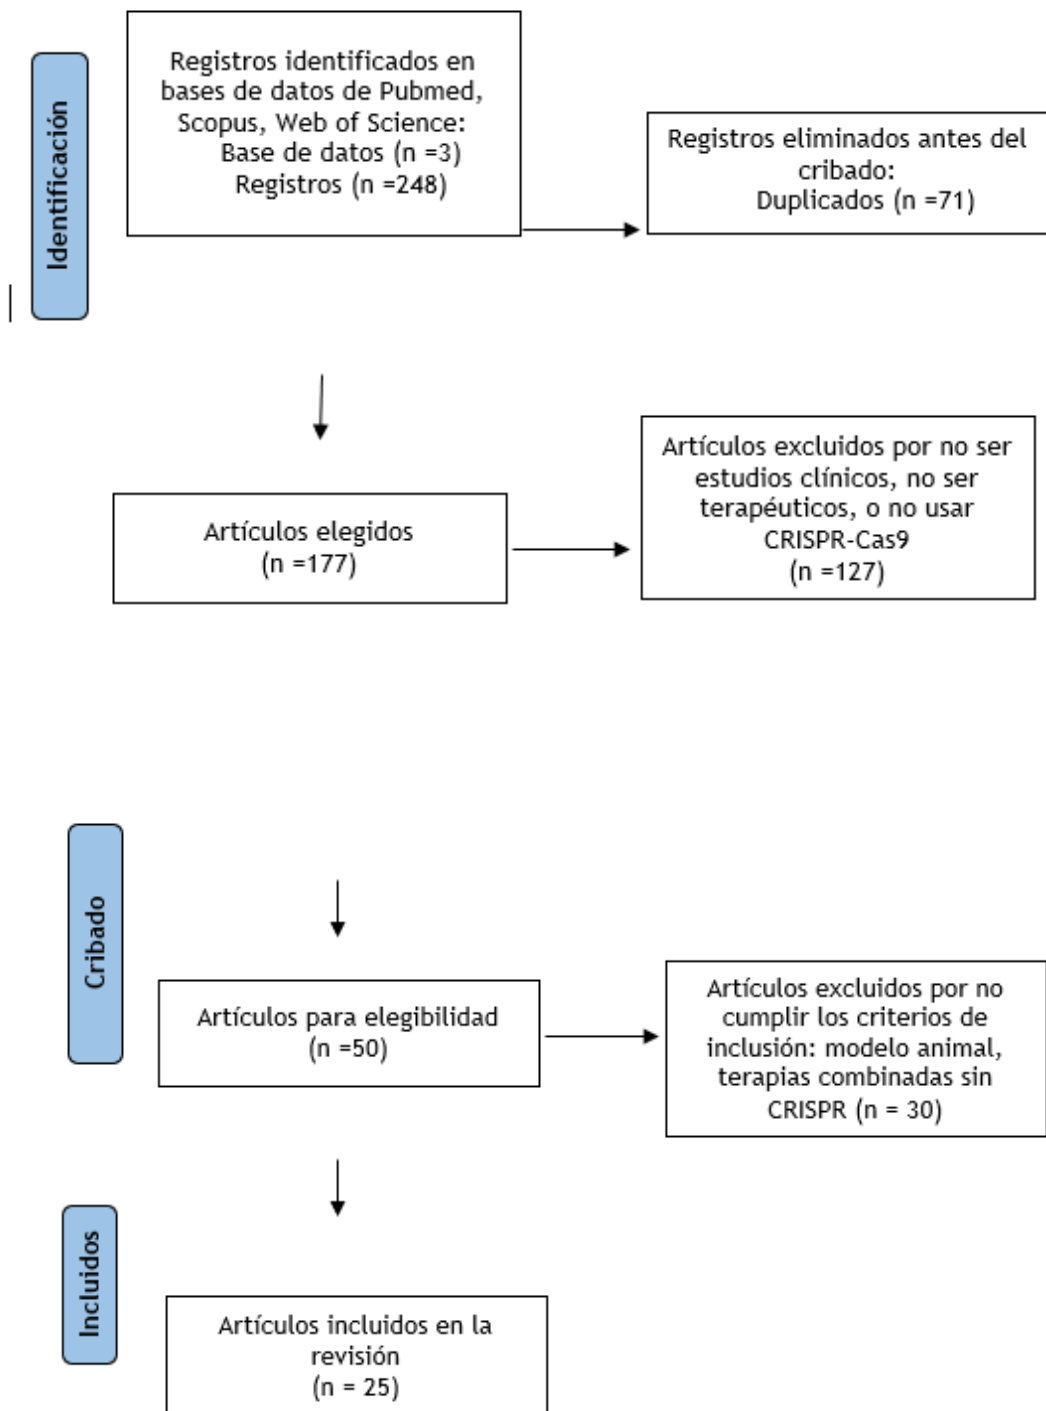 Identificación
Registros identificados en
bases de datos de Pubmed,
Scopus, Web of Science:
Base de datos (n =3)
Registros (n =248)
Registros eliminados antes del
cribado:
Duplicados (n =71)
Artículos elegidos
(n =177)
Artículos excluidos por no ser
estudios clínicos, no ser
terapéuticos, o no usar
CRISPR-Cas9
(n =127)
Cribado
Artículos para elegibilidad
(n =50)
Artículos excluidos por no
cumplir los criterios de
inclusión: modelo animal,
terapias combinadas sin
CRISPR (n = 30)
Incluidos
Artículos incluidos en la
revisión
(n = 25)